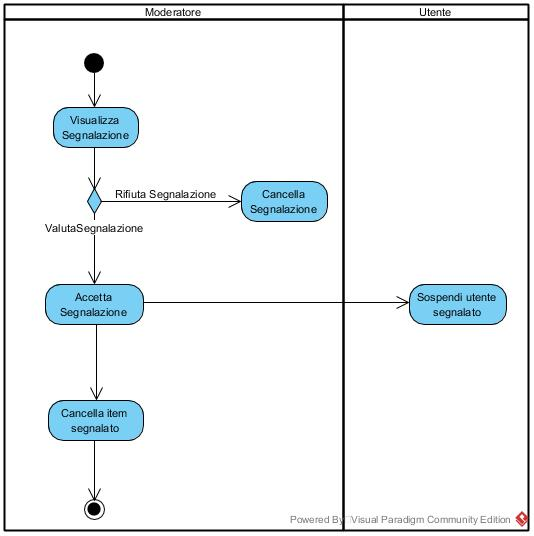 Moderatore
Utente
Visualizza
Segnalazione
Rifiuta Segnalazione
Cancella
Segnalazione
ValutaSegnalazione
Accetta
Segnalazione
Sospendi utente
segnalato
Cancella item
segnalato
Powered By Visual Paradigm Community Edition